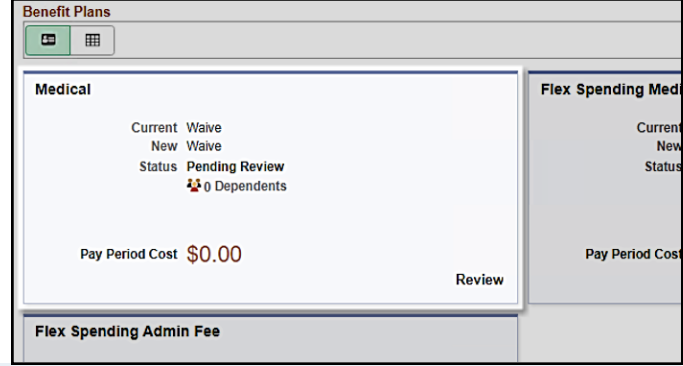 Benefit Plans
Medical
Current Waive
New Waive
Status Pending Review
0 Dependents
Pay Period Cost $0.00
Review
Flex Spending Medi
Current
New
Status
Pay Period Cost
Flex Spending Admin Fee